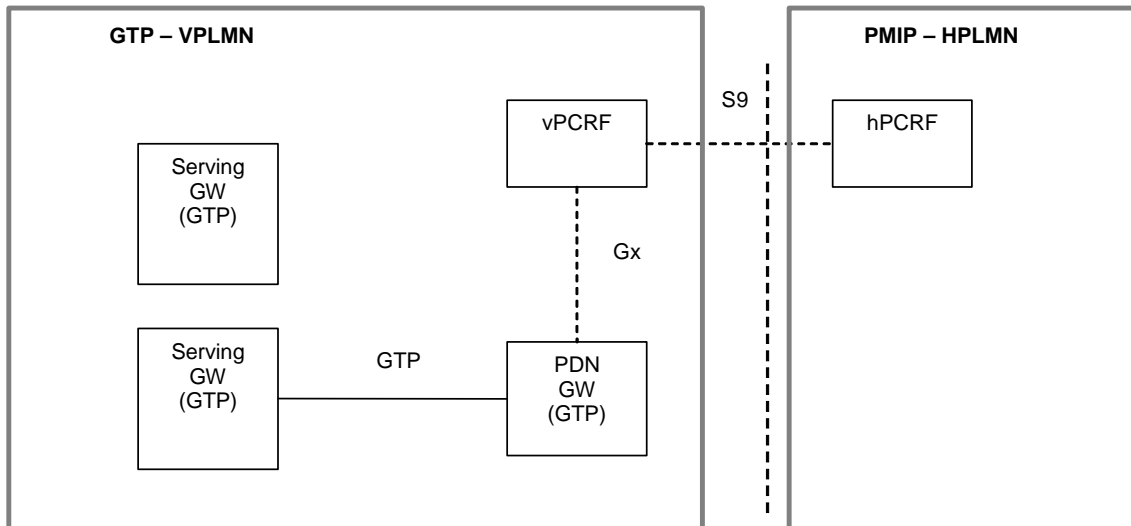 GTP – VPLMN
PMIP – HPLMN
S9
vPCRF
hPCRF
Serving
GW
(GTP)
Gx
Serving
GW
(GTP)
GTP
PDN
GW
(GTP)